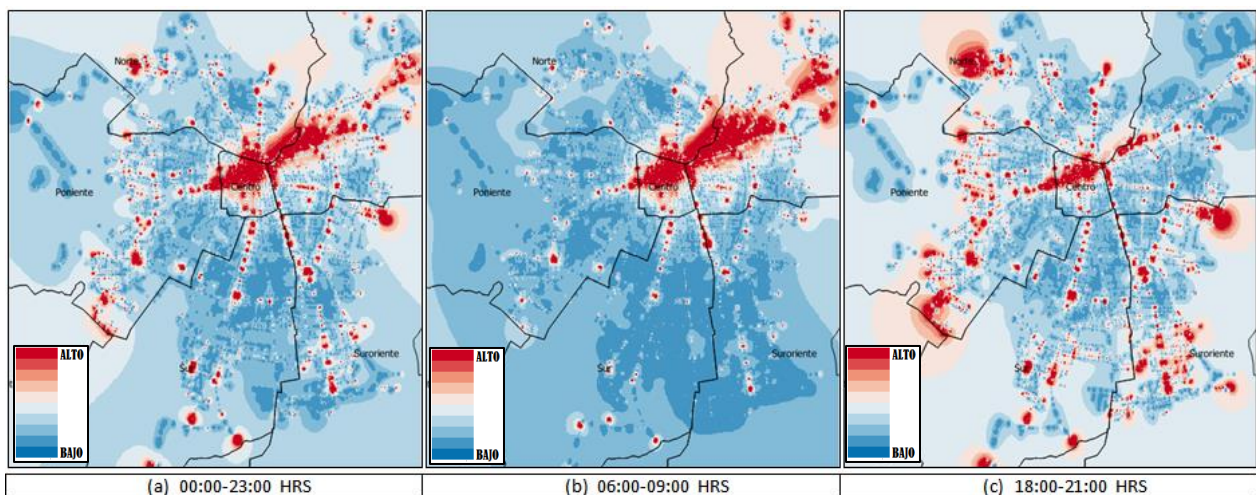 Norte
Poniente
Centro
Suroriente
Sur
ALTO
BAJO
Norte
Poniente
Centro
Suroriente
Sur
ALTO
BAJO
Norte
Poniente
Centro
Suroriente
Sur
ALTO
BAJO
(a) 00:00-23:00 HRS
(b) 06:00-09:00 HRS
(c) 18:00-21:00 HRS